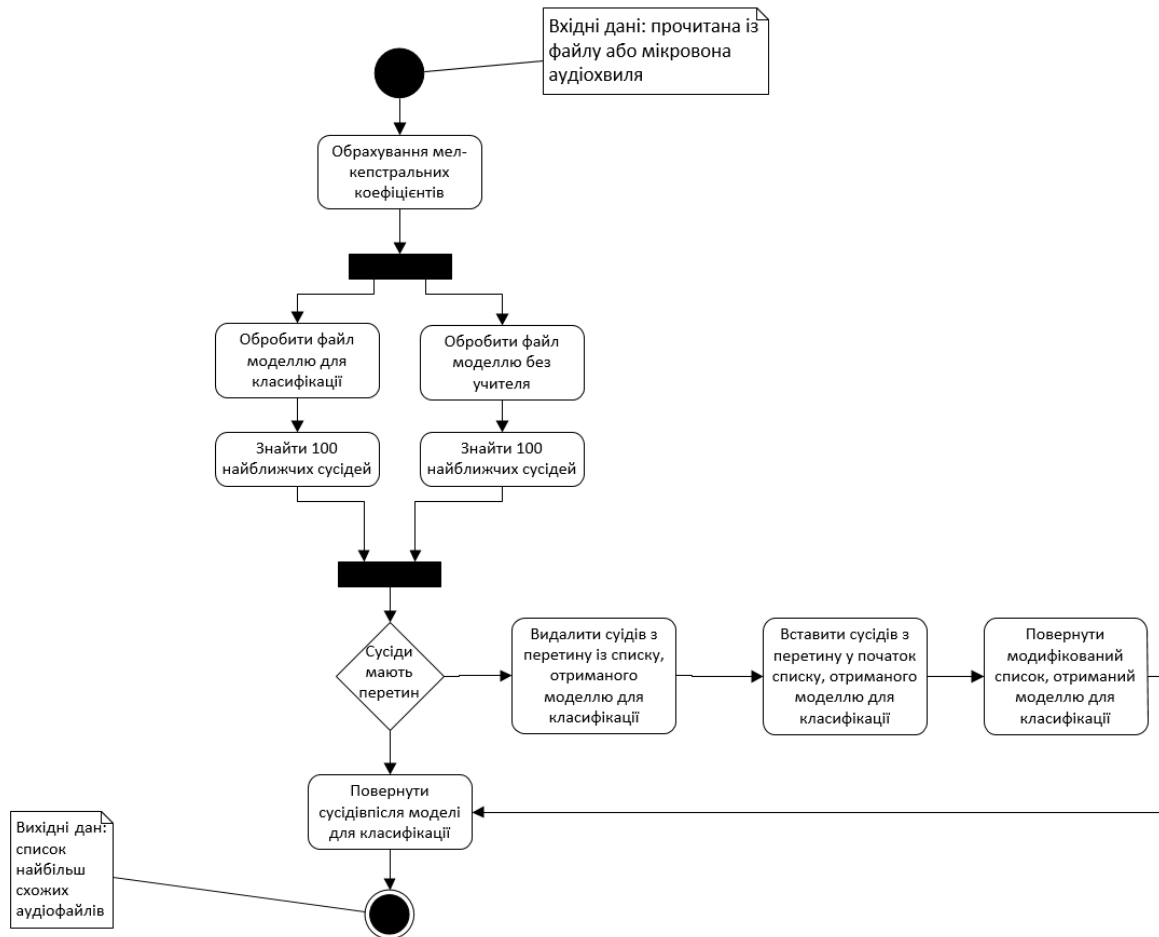 Вхідні дані: прочитана із
файлу або мікровона
аудіохвиля
Обрахування мел-
кепстральних
коефіцієнтів
Обробити файл
моделлю для
класифікації
Обробити файл
моделлю без
учителя
Знайти 100
найближчих сусідей
Знайти 100
найближчих сусідей
Сусіди
мають
перетин
Видалити суідів з
перетину із списку,
отриманого
моделлю для
класифікації
Вставити сусідів з
перетину у початок
списку, отриманого
моделлю для
класифікації
Повернути
модифікований
список, отриманий
моделлю для
класифікації
Повернути
сусідівпісля моделі
для класифікації
Вихідні дан:
список
найбільш
схожих
аудіофайлів